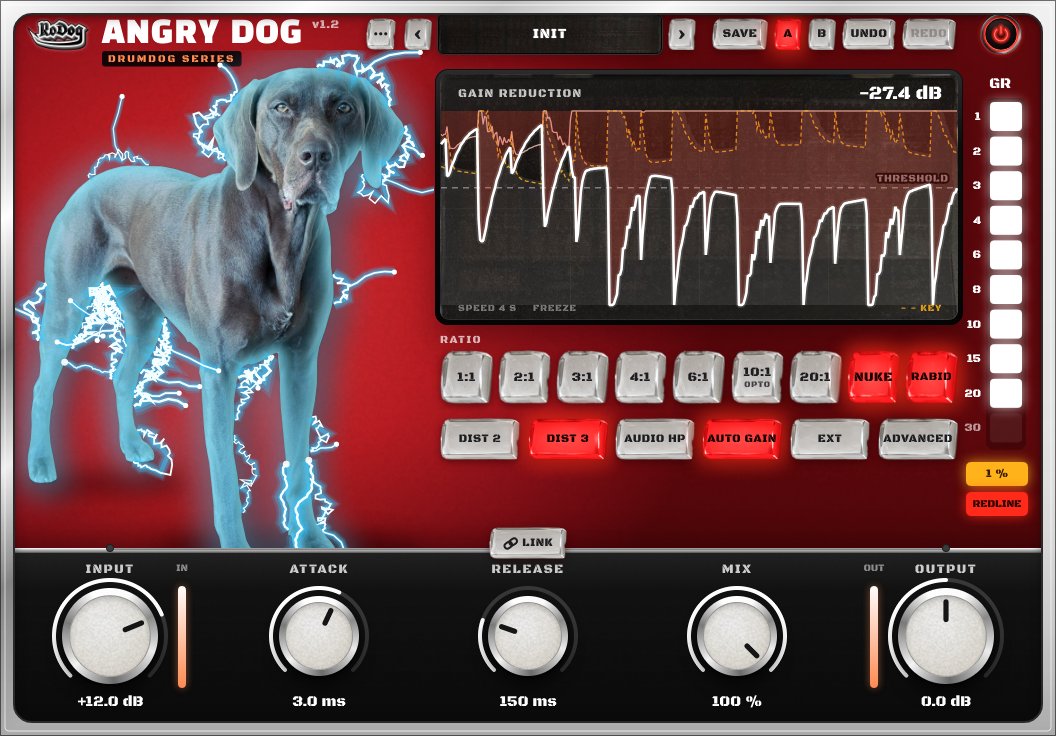 RoDog
ANGRY DOG v1.2
DRUMDOG SERIES
INIT
SAVE A B UNDO REDO
GAIN REDUCTION -27.4 dB
THRESHOLD
SPEED 4 S FREEZE - - KEY
GR
1
2
3
4
6
8
10
15
20
30
1 %
REDLINE
RATIO
1:1 2:1 3:1 4:1 6:1 10:1 OPTO 20:1 NUKE RABID
DIST 2 DIST 3 AUDIO HP AUTO GAIN EXT ADVANCED
LINK
INPUT IN ATTACK RELEASE MIX OUT OUTPUT
+12.0 dB 3.0 ms 150 ms 100 % 0.0 dB